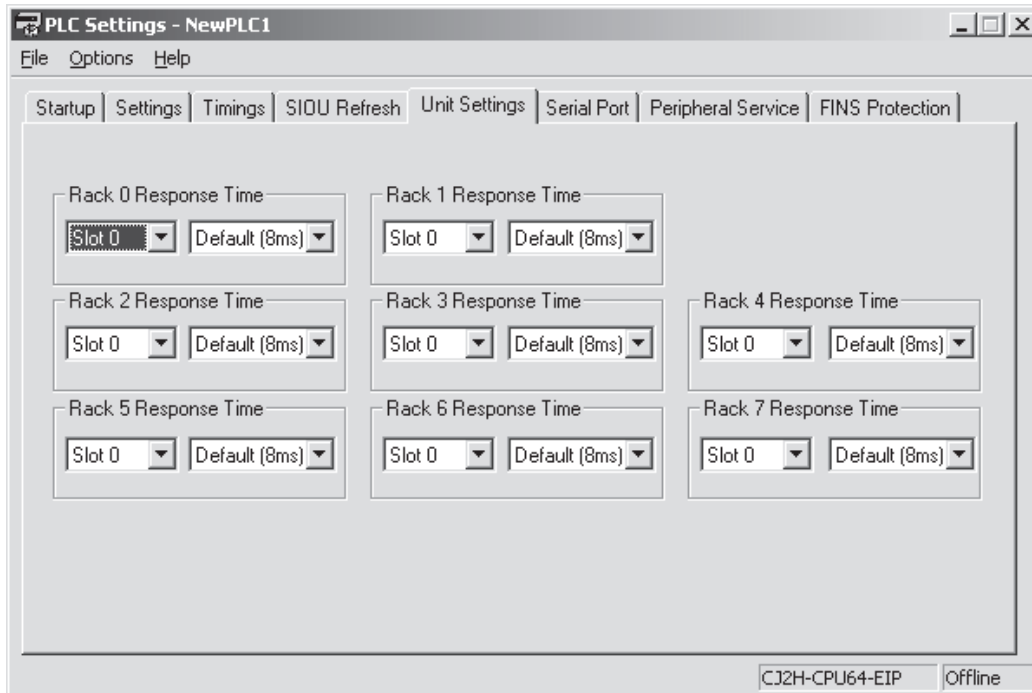 PLC Settings - NewPLC1
File Options Help
Startup Settings Timings SIOU Refresh Unit Settings Serial Port Peripheral Service FINS Protection
Rack 0 Response Time Rack 1 Response Time
Slot 0 Default (8ms) Slot 0 Default (8ms)
Rack 2 Response Time Rack 3 Response Time Rack 4 Response Time
Slot 0 Default (8ms) Slot 0 Default (8ms) Slot 0 Default (8ms)
Rack 5 Response Time Rack 6 Response Time Rack 7 Response Time
Slot 0 Default (8ms) Slot 0 Default (8ms) Slot 0 Default (8ms)
CJ2H-CPU64-EIP Offline